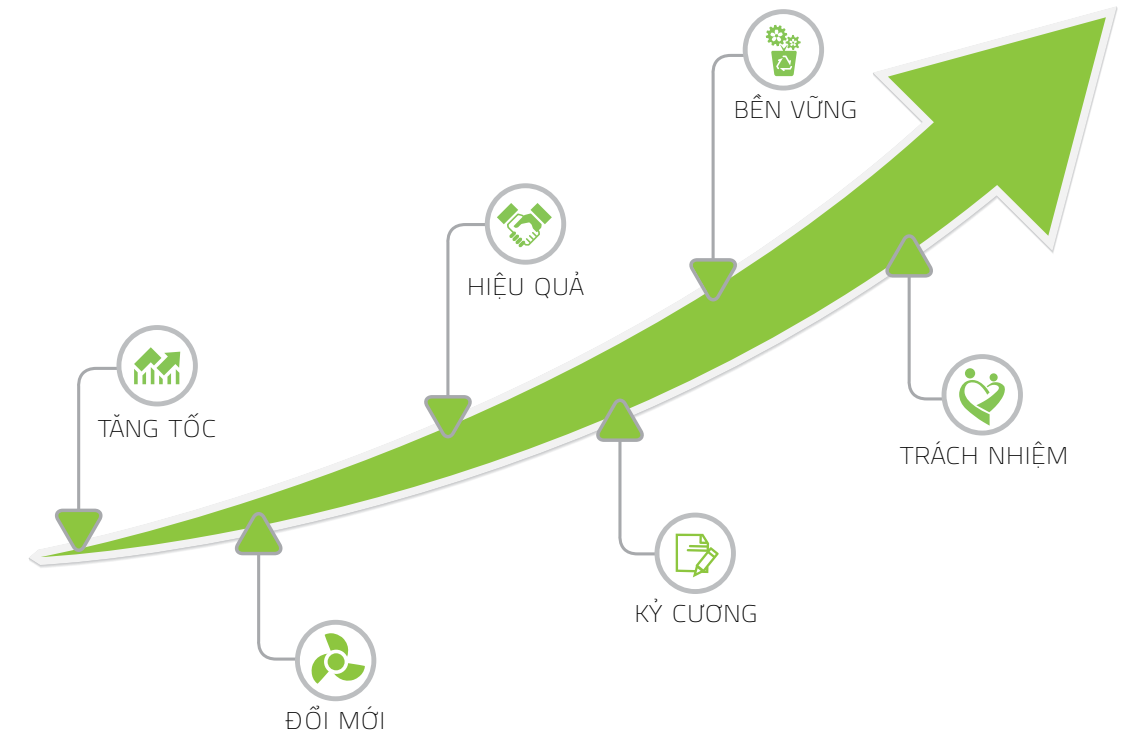 BỀN VỮNG
HIỆU QUẢ
TĂNG TỐC
TRÁCH NHIỆM
KỶ CƯƠNG
ĐỔI MỚI